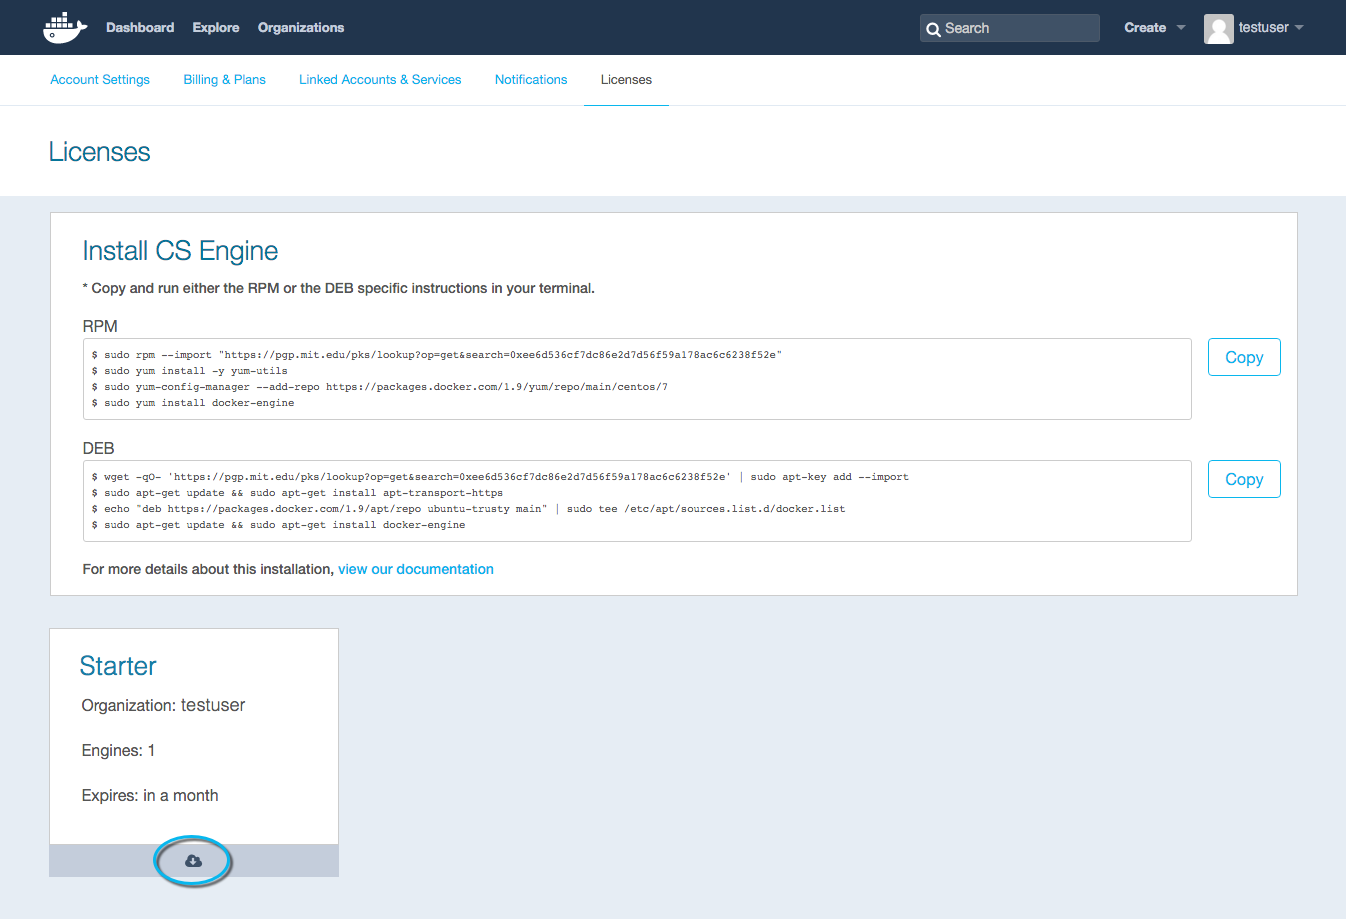 Dashboard Explore Organizations Search Create testuser
Account Settings Billing & Plans Linked Accounts & Services Notifications Licenses
Licenses
Install CS Engine
* Copy and run either the RPM or the DEB specific instructions in your terminal.
RPM
$ sudo rpm --import "https://pgp.mit.edu/pks/lookup?op=get&search=0xee6d536cf7dc86e2d7d56f59a178ac6c6238f52e"
$ sudo yum install -y yum-utils
$ sudo yum-config-manager --add-repo https://packages.docker.com/1.9/yum/repo/main/centos/7
$ sudo yum install docker-engine
Copy
DEB
$ wget -qO- 'https://pgp.mit.edu/pks/lookup?op=get&search=0xee6d536cf7dc86e2d7d56f59a178ac6c6238f52e' | sudo apt-key add --import
$ sudo apt-get update && sudo apt-get install apt-transport-https
$ echo "deb https://packages.docker.com/1.9/apt/repo ubuntu-trusty main" | sudo tee /etc/apt/sources.list.d/docker.list
$ sudo apt-get update && sudo apt-get install docker-engine
Copy
For more details about this installation, view our documentation
Starter
Organization: testuser
Engines: 1
Expires: in a month